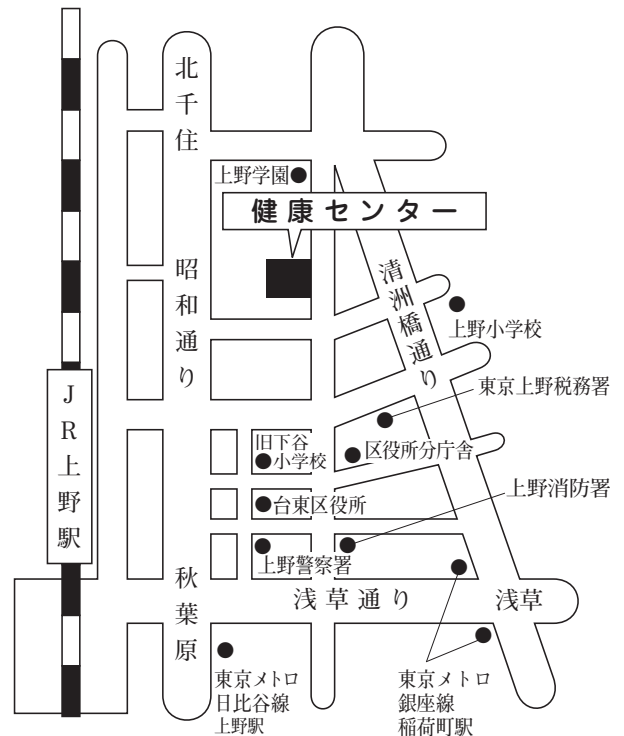 北千住
上野学園
健康センター
昭和通り
清洲橋通り
上野小学校
東京上野税務署
JR上野駅
旧下谷
小学校
区役所分庁舎
上野消防署
台東区役所
上野警察署
秋葉原
浅草通り
浅草
東京メトロ
日比谷線
上野駅
東京メトロ
銀座線
稲荷町駅